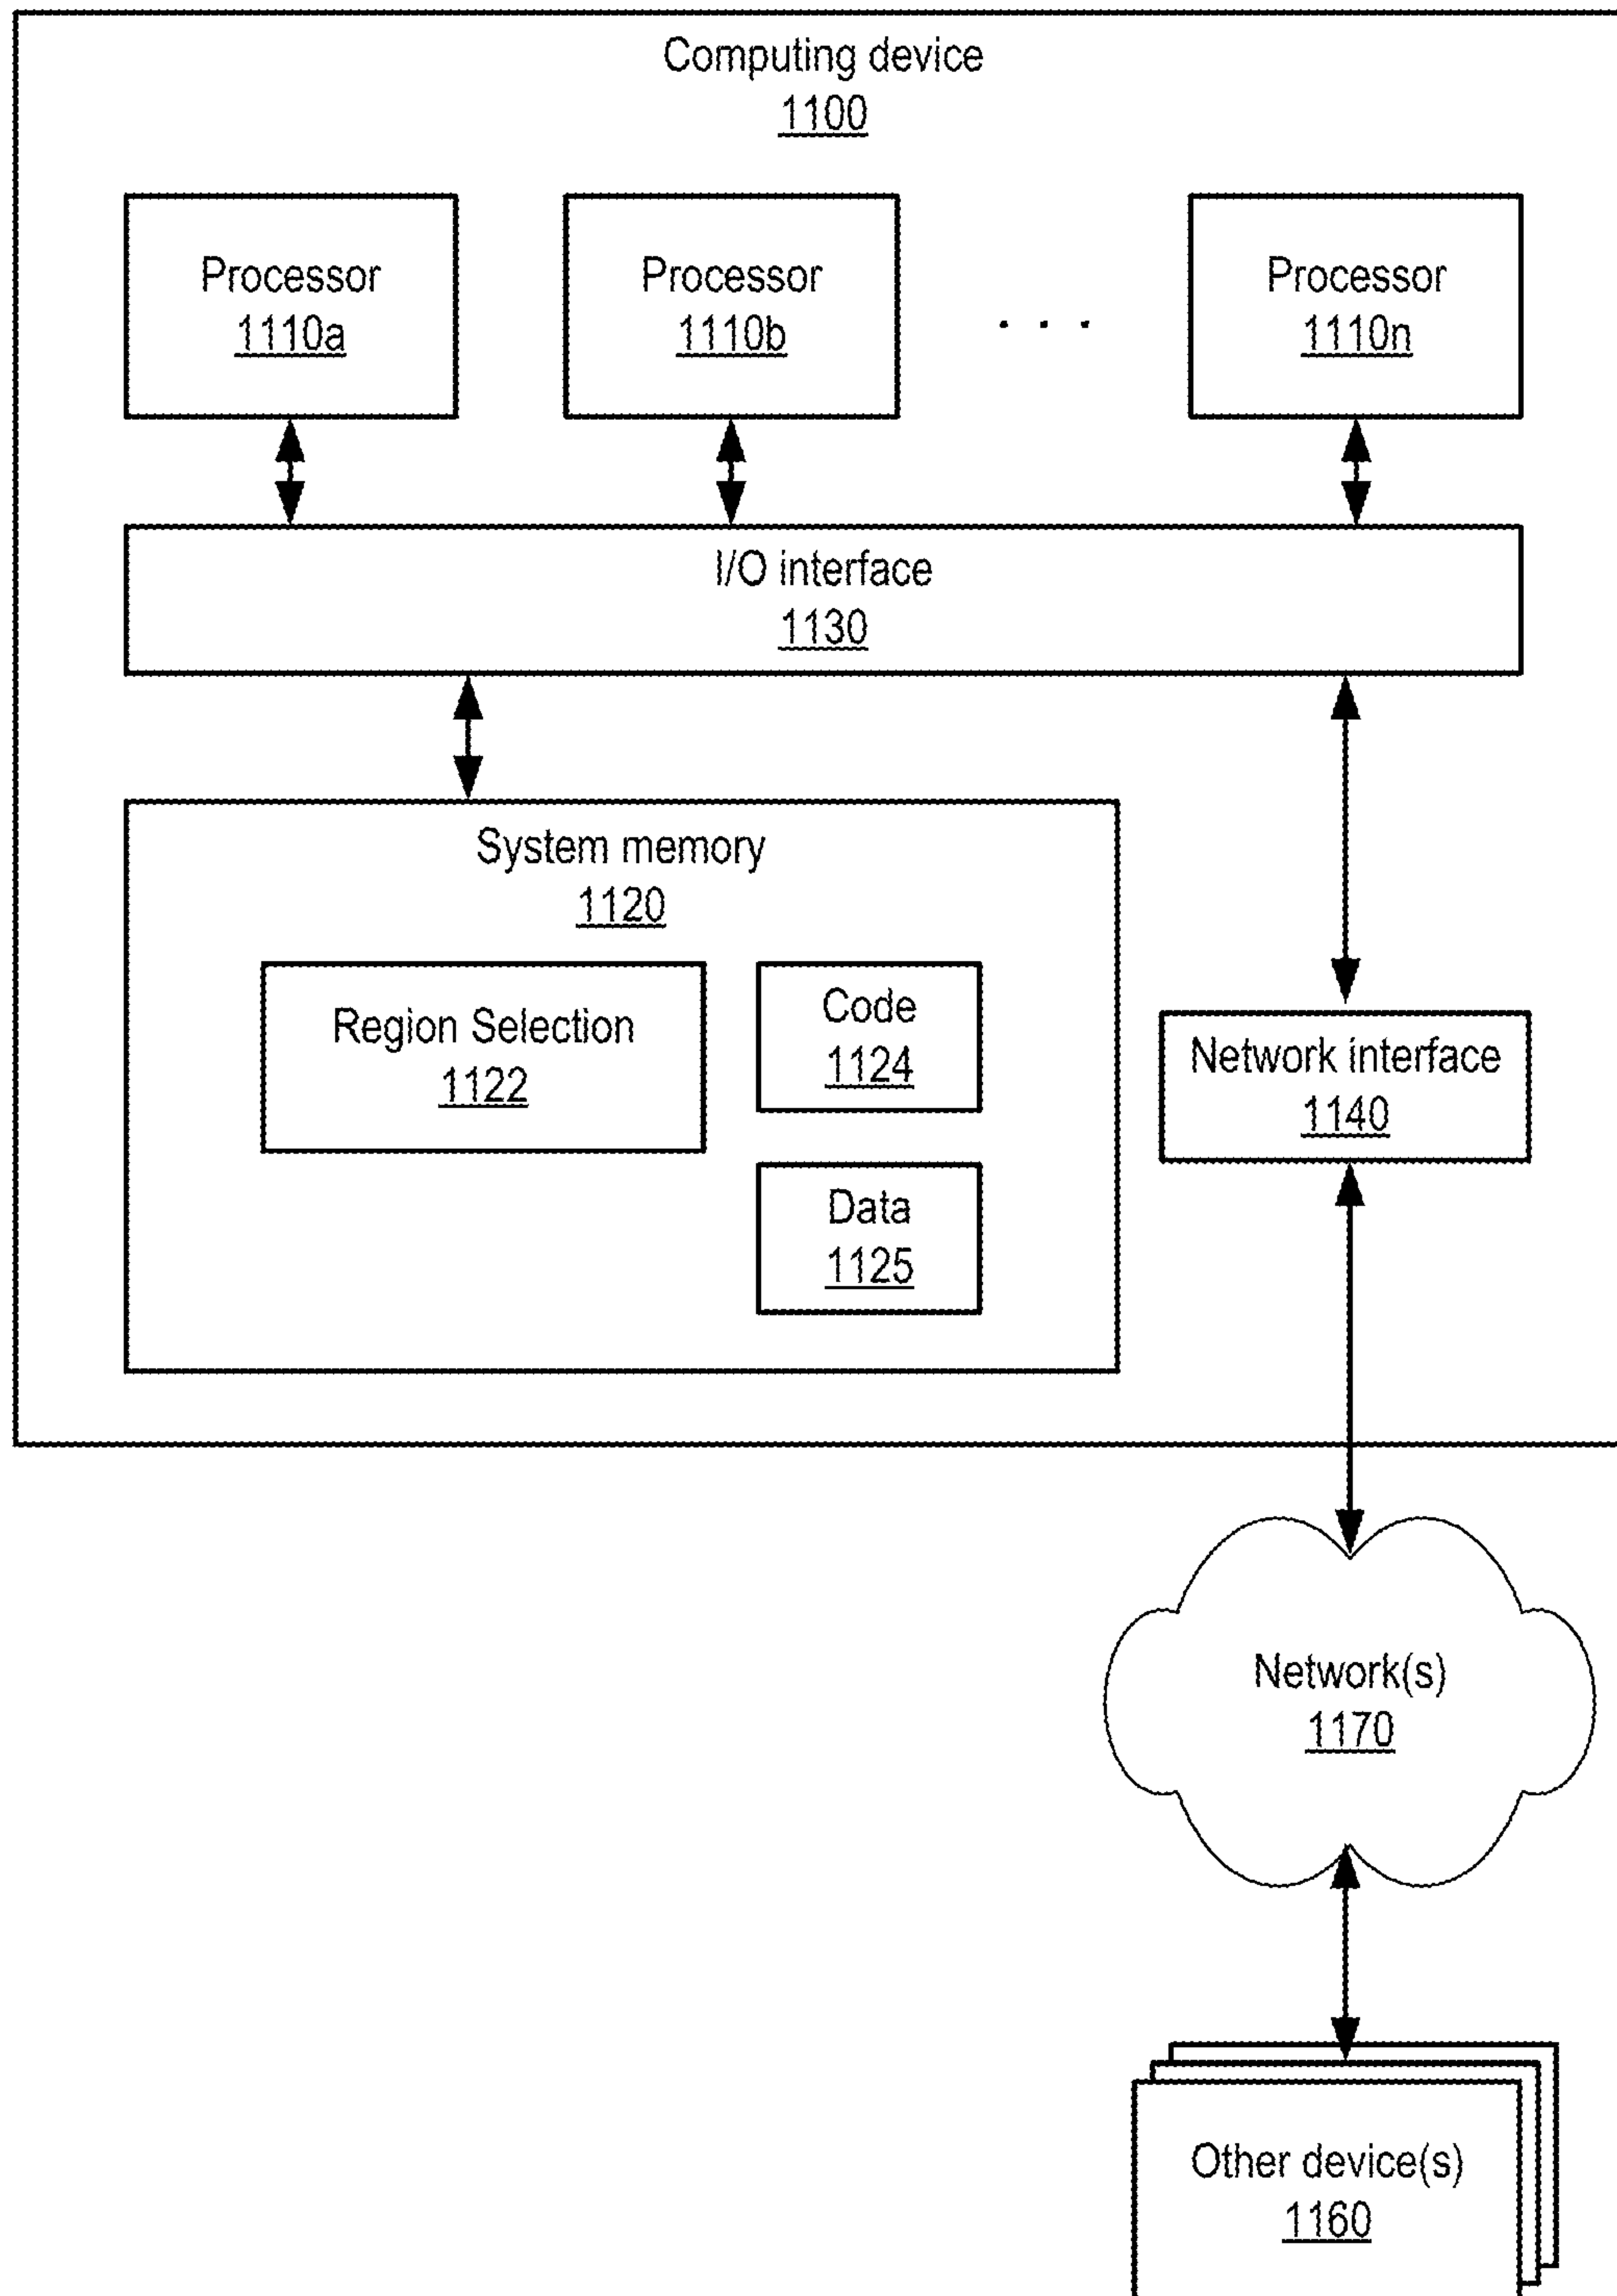 Computing device
1100
Processor
1110a
Processor
1110b
. . .
Processor
1110n
I/O interface
1130
System memory
1120
Region Selection
1122
Code
1124
Data
1125
Network interface
1140
Network(s)
1170
Other device(s)
1160